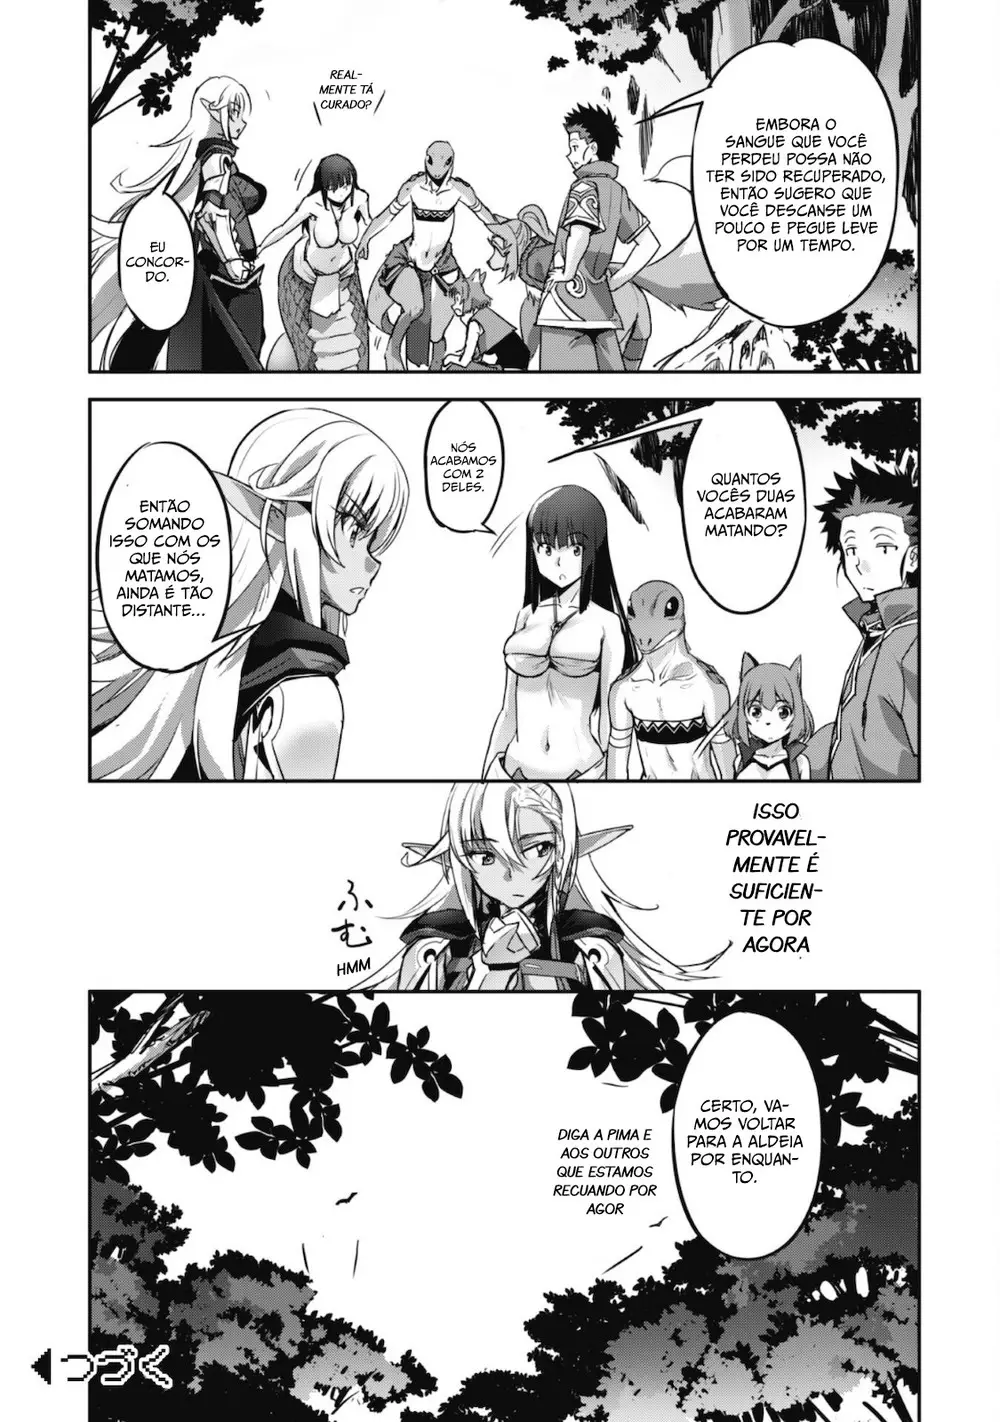 EMBORA O
SANGUE QUE VOCÊ
PERDEU POSSA NÃO
TER SIDO RECUPERADO,
ENTÃO SUGERO QUE
VOCÊ DESCANSE UM
POUCO E PEGUE LEVE
POR UM TEMPO.
REAL-
MENTE TÁ
CURADO?
EU
CONCOR-
DO.
QUANTOS
VOCÊS DUAS
ACABARAM
MATANDO?
NÓS
ACABAMOS
COM 2
DELES.
ENTÃO
SOMANDO
ISSO COM OS
QUE NÓS
MATAMOS,
AINDA É TÃO
DISTANTE...
ISSO
PROVAVEL-
MENTE É
SUFICIEN-
TE POR
AGORA
ふむ
HMM
CERTO, VA-
MOS VOLTAR
PARA A ALDEIA
POR ENQUAN-
TO.
DIGA A PIMA E
AOS OUTROS
QUE ESTAMOS
RECUANDO POR
AGOR
◀つづく